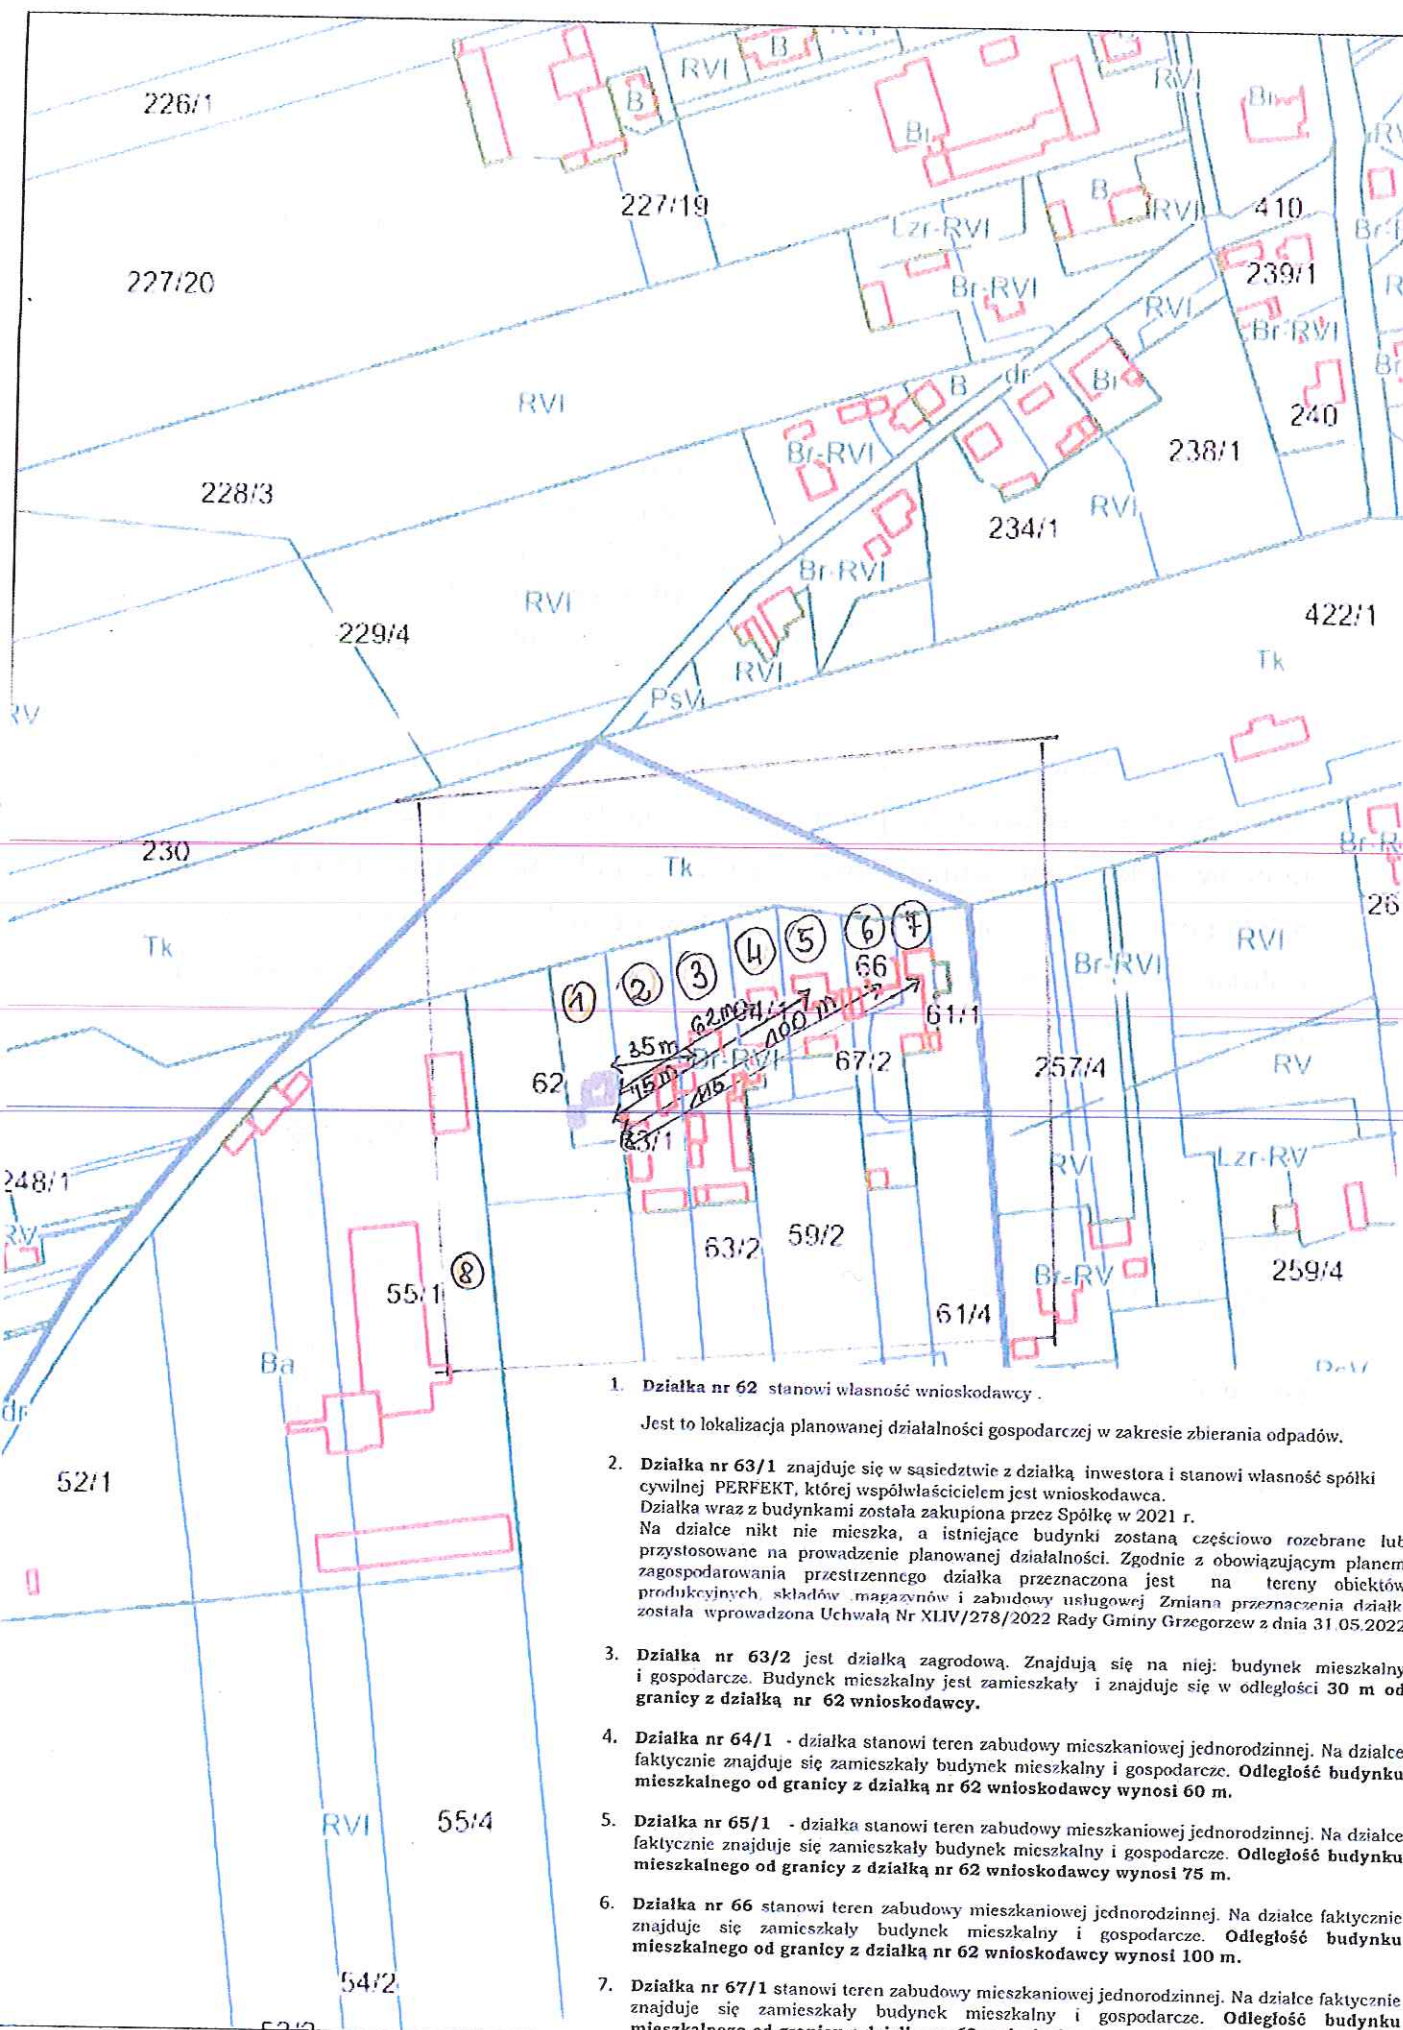 226/1
RVI
B
B
RVI
Bi
Bi
227/19
B
RVI
410
Lzr-RVI
227/20
239/1
Br-RVI
RVI
Br-RVI
B
dr
Bi
RVI
240
Br-RVI
238/1
228/3
RVI
234/1
Br-RVI
RVI
422/1
229/4
Tk
RVI
PsVI
RV
230
Tk
Br-R
26
Tk
1
2
3
4
5
6
7
66
Br-RVI
RVI
62 m
100 m
61/1
35 m
Br-RVI
67/2
257/4
RV
62
75 m
115
63/1
248/1
RV
RVI
Lzr-RV
63/2
59/2
8
55/1
Br-RV
259/4
61/4
Ba
dr
52/1
1. Działka nr 62 stanowi własność wnioskodawcy .
Jest to lokalizacja planowanej działalności gospodarczej w zakresie zbierania odpadów.
2. Działka nr 63/1 znajduje się w sąsiedztwie z działką inwestora i stanowi własność spółki
cywilnej PERFEKT, której współwłaścicielem jest wnioskodawca.
Działka wraz z budynkami została zakupiona przez Spółkę w 2021 r.
Na działce nikt nie mieszka, a istniejące budynki zostaną częściowo rozebrane lub
przystosowane na prowadzenie planowanej działalności. Zgodnie z obowiązującym planem
zagospodarowania przestrzennego działka przeznaczona jest na tereny obiektów
produkcyjnych, składów ,magazynów i zabudowy usługowej Zmiana przeznaczenia działk
została wprowadzona Uchwałą Nr XLIV/278/2022 Rady Gminy Grzegorzew z dnia 31.05.2022
3. Działka nr 63/2 jest działką zagrodową. Znajdują się na niej: budynek mieszkalny
i gospodarcze. Budynek mieszkalny jest zamieszkały i znajduje się w odległości 30 m od
granicy z działką nr 62 wnioskodawcy.
4. Działka nr 64/1 - działka stanowi teren zabudowy mieszkaniowej jednorodzinnej. Na działce
faktycznie znajduje się zamieszkały budynek mieszkalny i gospodarcze. Odległość budynku
mieszkalnego od granicy z działką nr 62 wnioskodawcy wynosi 60 m.
5. Działka nr 65/1 - działka stanowi teren zabudowy mieszkaniowej jednorodzinnej. Na działce
faktycznie znajduje się zamieszkały budynek mieszkalny i gospodarcze. Odległość budynku
mieszkalnego od granicy z działką nr 62 wnioskodawcy wynosi 75 m.
RVI
55/4
6. Działka nr 66 stanowi teren zabudowy mieszkaniowej jednorodzinnej. Na działce faktycznie
znajduje się zamieszkały budynek mieszkalny i gospodarcze. Odległość budynku
mieszkalnego od granicy z działką nr 62 wnioskodawcy wynosi 100 m.
54/2
7. Działka nr 67/1 stanowi teren zabudowy mieszkaniowej jednorodzinnej. Na działce faktycznie
znajduje się zamieszkały budynek mieszkalny i gospodarcze. Odległość budynku